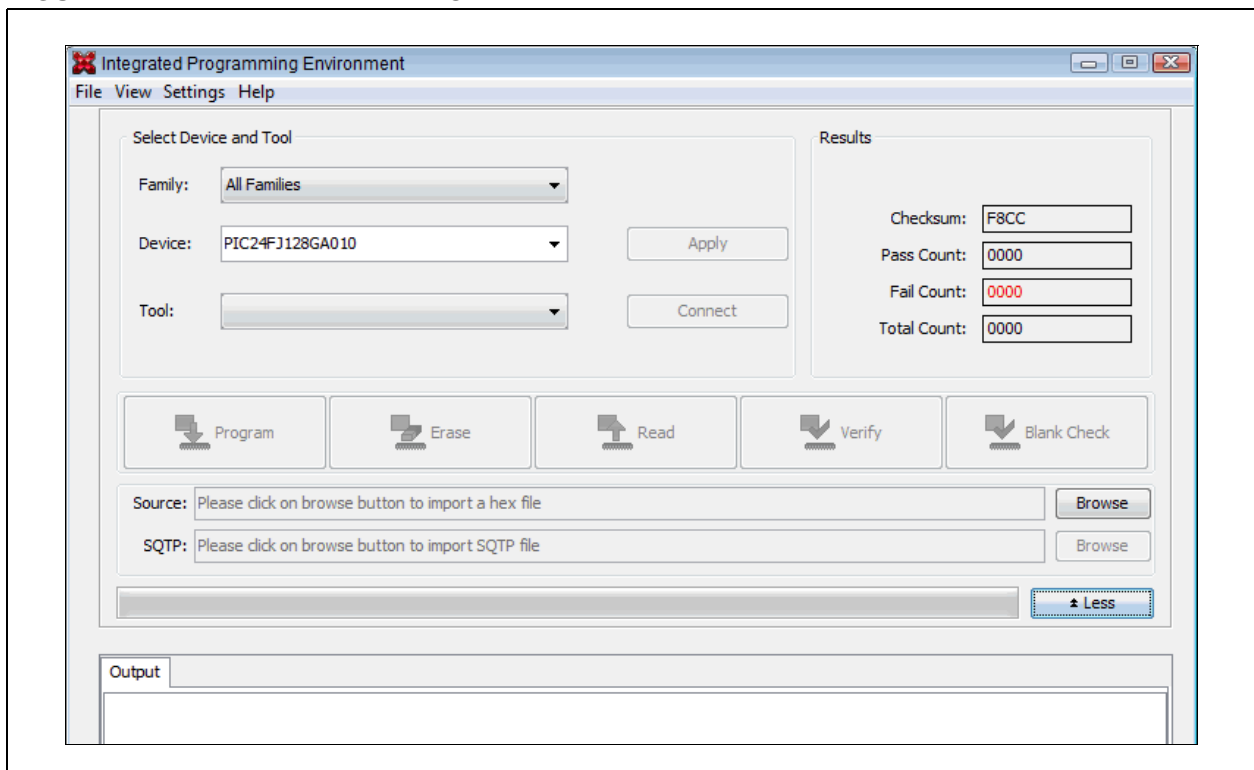 Integrated Programming Environment
File View Settings Help
Select Device and Tool
Family: All Families
Device: PIC24FJ128GA010 Apply
Tool: Connect
Results
Checksum: F8CC
Pass Count: 0000
Fail Count: 0000
Total Count: 0000
Program Erase Read Verify Blank Check
Source: Please click on browse button to import a hex file Browse
SQTP: Please click on browse button to import SQTP file Browse
Less
Output